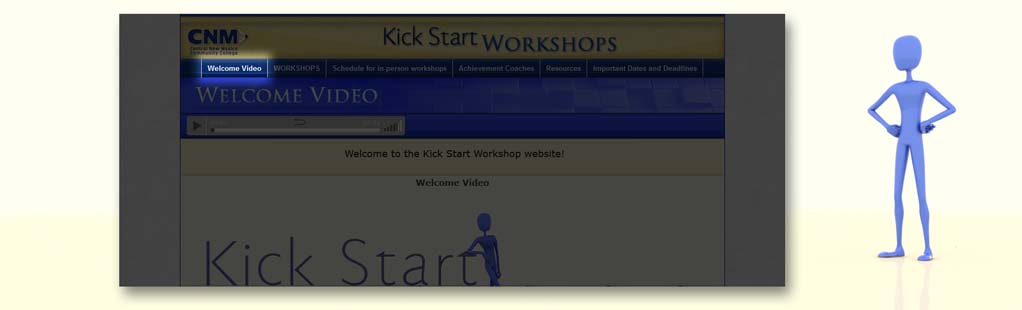 CNM
Central New Mexico
Community College
Kick Start WORKSHOPS
Welcome Video
WORKSHOPS
Schedule for in person workshops
Achievement Coaches
Resources
Important Dates and Deadlines
WELCOME VIDEO
Welcome to the Kick Start Workshop website!
Welcome Video
Kick Start